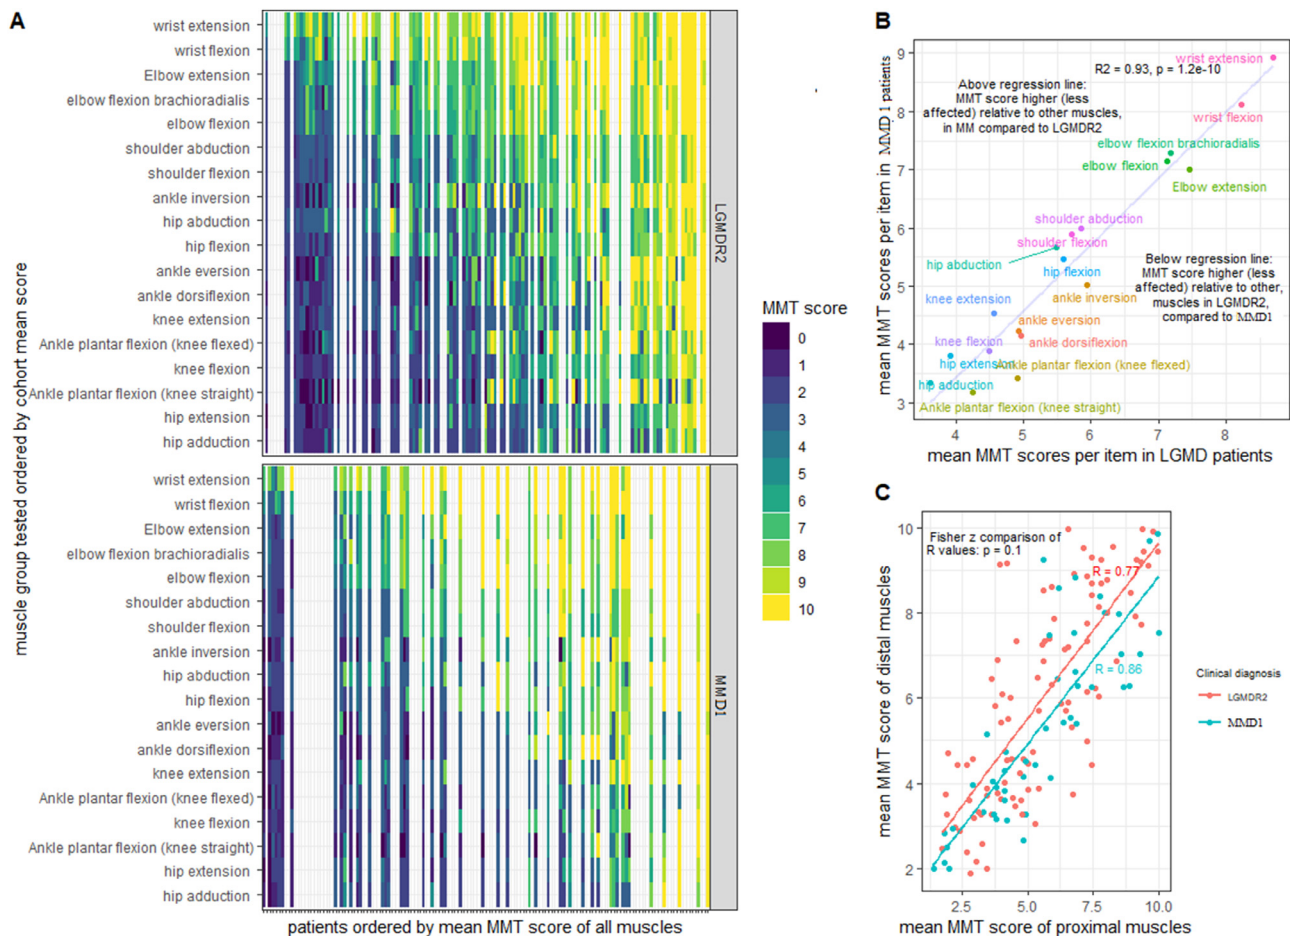 A
muscle group tested ordered by cohort mean score
wrist extension
wrist flexion
Elbow extension
elbow flexion brachioradialis
elbow flexion
shoulder abduction
shoulder flexion
ankle inversion
hip abduction
hip flexion
ankle eversion
ankle dorsiflexion
knee extension
Ankle plantar flexion (knee flexed)
knee flexion
Ankle plantar flexion (knee straight)
hip extension
hip adduction
LGMDR2
wrist extension
wrist flexion
Elbow extension
elbow flexion brachioradialis
elbow flexion
shoulder abduction
shoulder flexion
ankle inversion
hip abduction
hip flexion
ankle eversion
ankle dorsiflexion
knee extension
Ankle plantar flexion (knee flexed)
knee flexion
Ankle plantar flexion (knee straight)
hip extension
hip adduction
MMD1
patients ordered by mean MMT score of all muscles
MMT score
0
1
2
3
4
5
6
7
8
9
10
B
mean MMT scores per item in MMD1 patients
9
8
7
6
5
4
3
wrist extension
R2 = 0.93, p = 1.2e-10
Above regression line:
MMT score higher (less
affected) relative to other muscles,
in MM compared to LGMDR2
wrist flexion
elbow flexion brachioradialis
elbow flexion
Elbow extension
shoulder abduction
shoulder flexion
hip abduction
hip flexion
Below regression line:
MMT score higher (less
affected) relative to other,
muscles in LGMDR2,
compared to MMD1
ankle inversion
knee extension
ankle eversion
knee flexion
ankle dorsiflexion
hip extension
Ankle plantar flexion (knee flexed)
hip adduction
Ankle plantar flexion (knee straight)
4
5
6
7
8
mean MMT scores per item in LGMD patients
C
mean MMT score of distal muscles
10
8
6
4
2
Fisher z comparison of
R values: p = 0.1
R = 0.77
R = 0.86
2.5
5.0
7.5
10.0
mean MMT score of proximal muscles
Clinical diagnosis
LGMDR2
MMD1